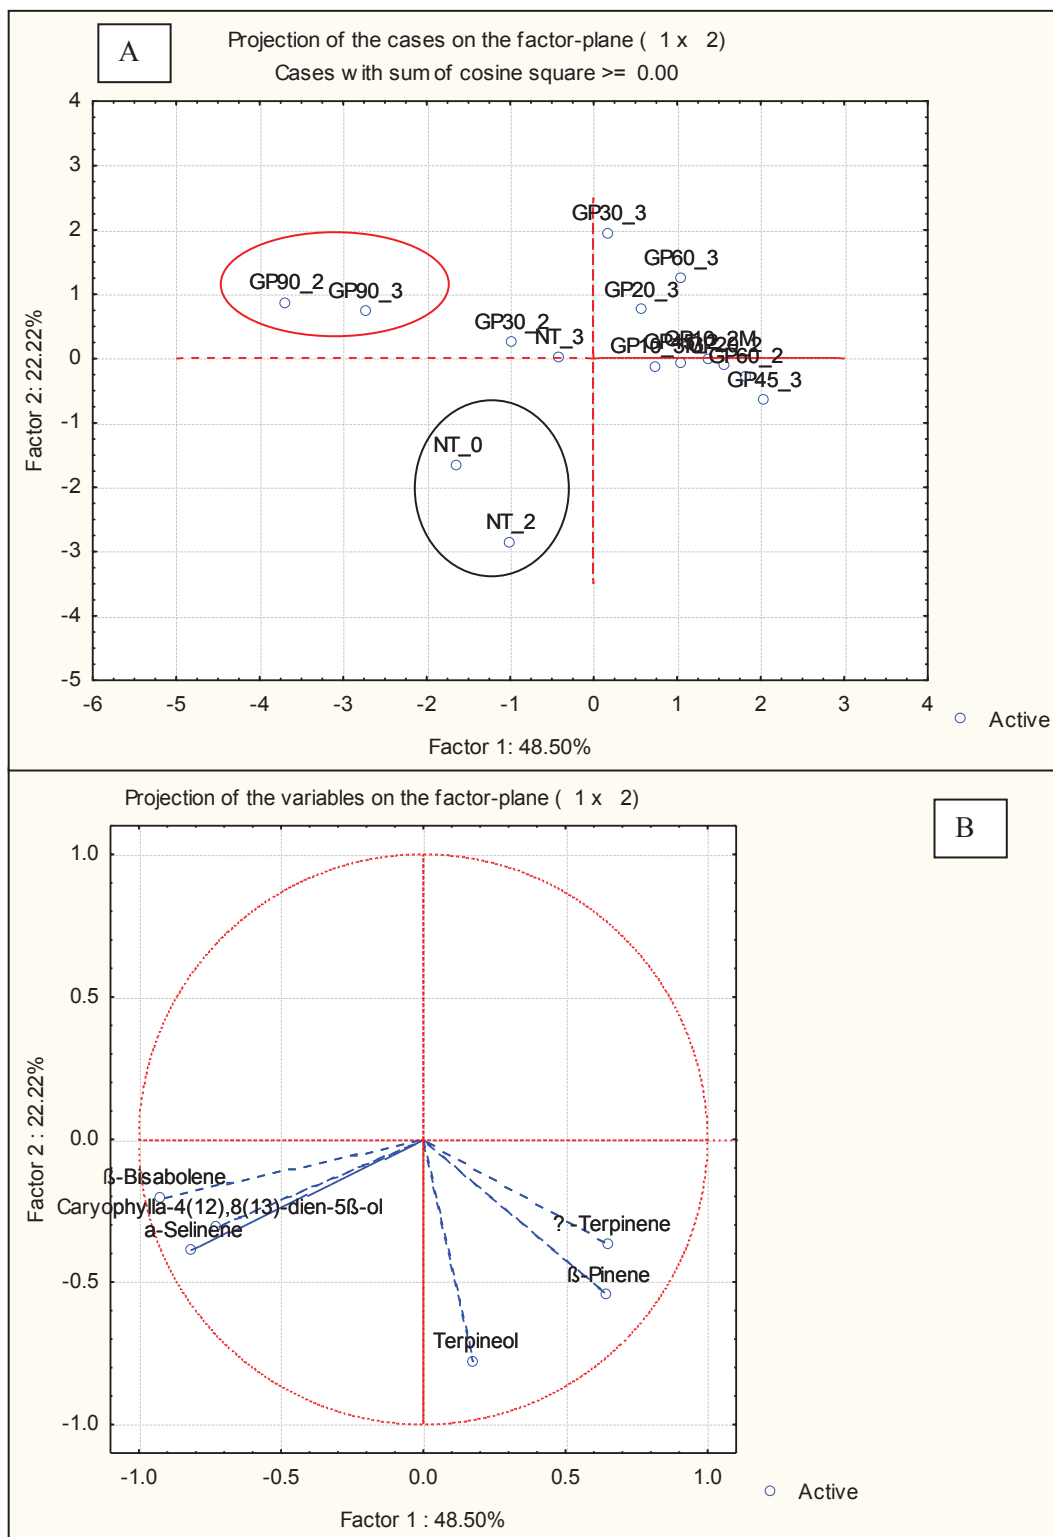 A
Projection of the cases on the factor-plane ( 1 x 2)
Cases with sum of cosine square >= 0.00
4
3
2
1
0
-1
-2
-3
-4
-5
Factor 2: 22.22%
GP30_3
GP60_3
GP90_2
GP90_3
GP20_3
GP30_2
NT_3
GP60_2
GP45_3
NT_0
NT_2
-6 -5 -4 -3 -2 -1 0 1 2 3 4
Factor 1: 48.50%
Active
Projection of the variables on the factor-plane ( 1 x 2)
B
1.0
0.5
0.0
-0.5
-1.0
Factor 2 : 22.22%
ß-Bisabolene
Caryophylla-4(12),8(13)-dien-5ß-ol
a-Selinene
?-Terpinene
ß-Pinene
Terpineol
-1.0 -0.5 0.0 0.5 1.0
Factor 1 : 48.50%
Active